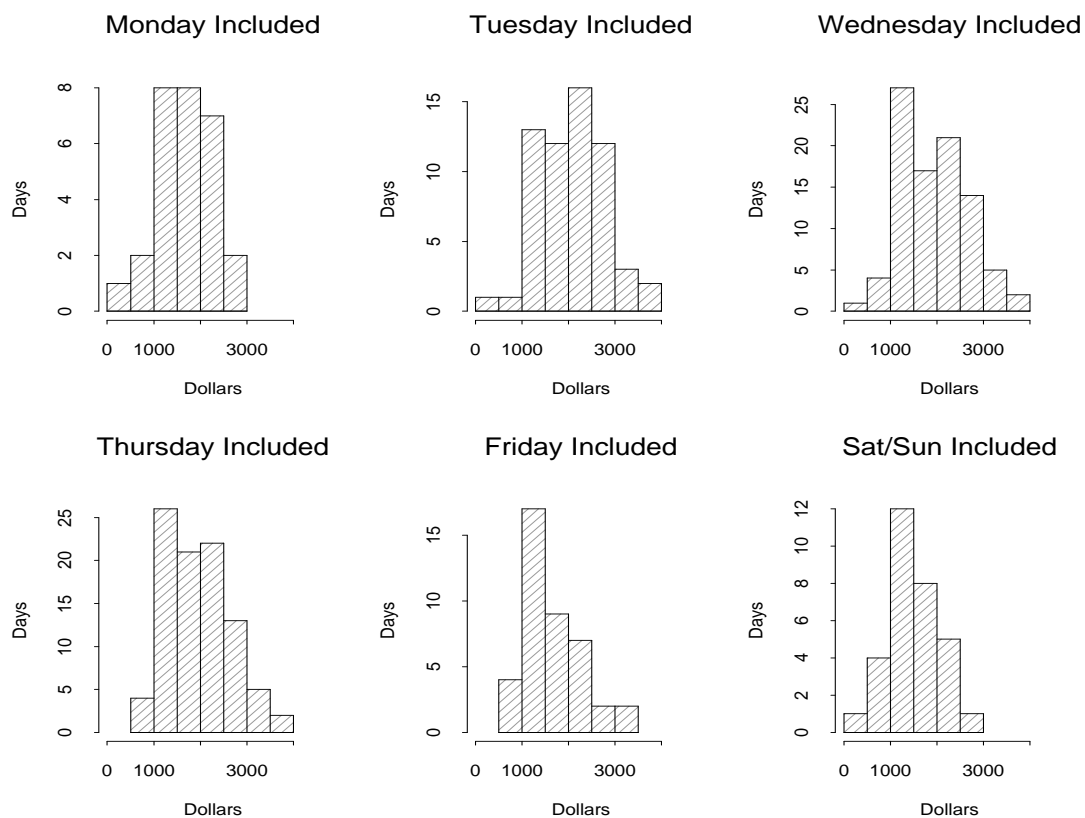 Monday Included
Tuesday Included
Wednesday Included
Days
0
2
4
6
8
0 1000 3000
Dollars
Days
0
5
10
15
0 1000 3000
Dollars
Days
0
5
10
15
20
25
0 1000 3000
Dollars
Thursday Included
Friday Included
Sat/Sun Included
Days
0
5
10
15
20
25
0 1000 3000
Dollars
Days
0
5
10
15
0 1000 3000
Dollars
Days
0
2
4
6
8
10
12
0 1000 3000
Dollars